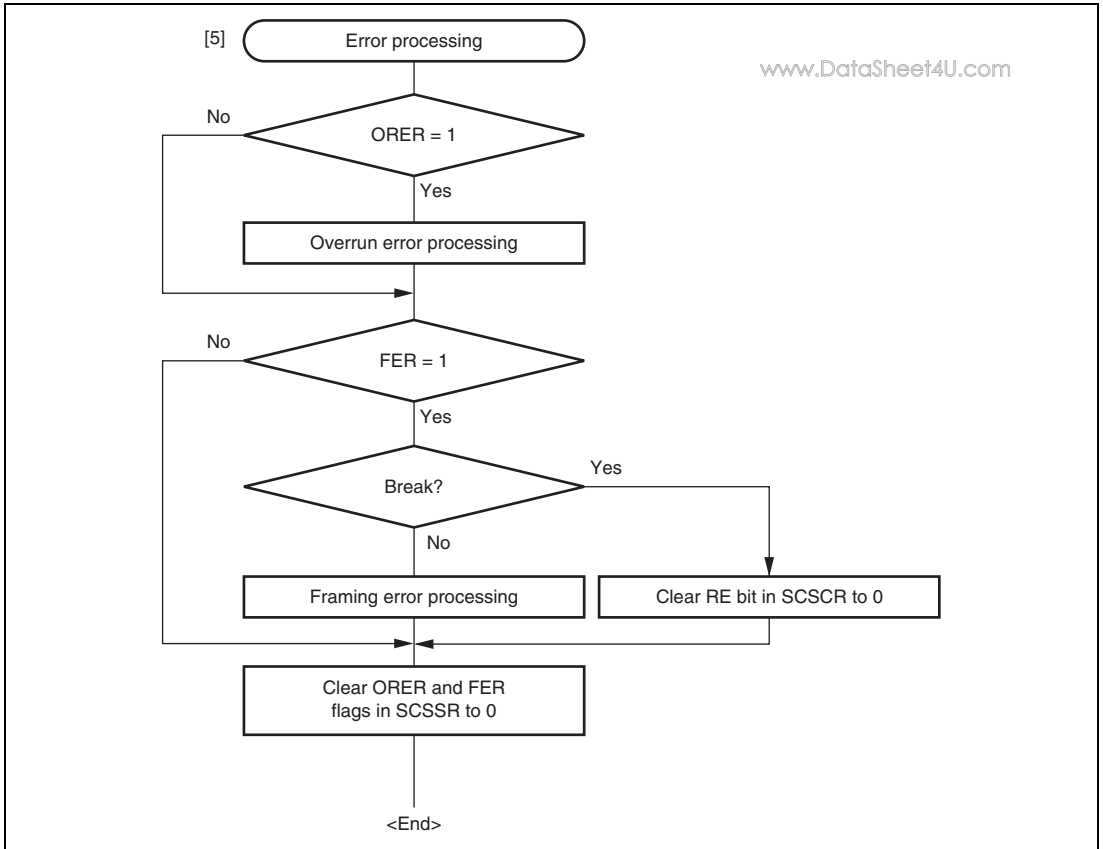 [5]
Error processing
www.DataSheet4U.com
No
ORER = 1
Yes
Overrun error processing
No
FER = 1
Yes
Yes
Break?
No
Framing error processing
Clear RE bit in SCSCR to 0
Clear ORER and FER
flags in SCSSR to 0
<End>